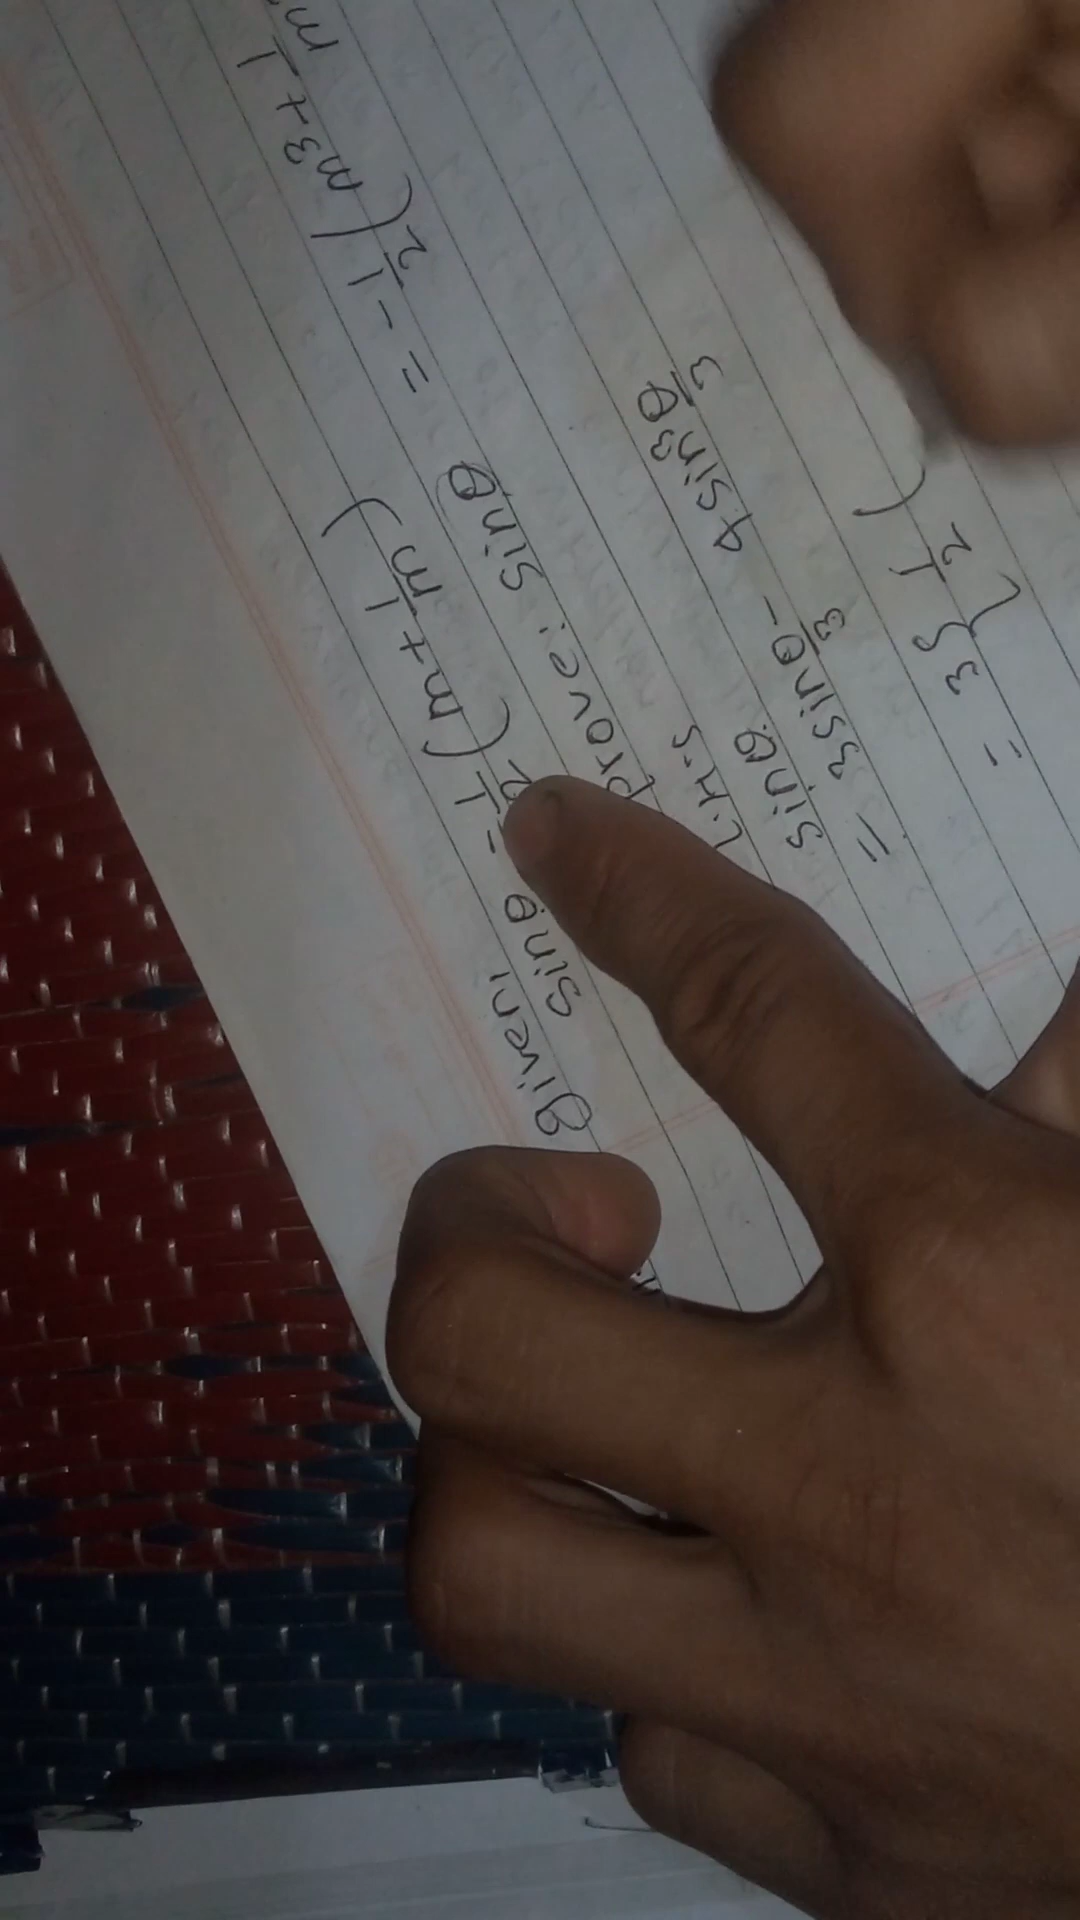 given, sinθ - 1/2 (m + 1/m)
prove: sinθ = - 1/2 (m³ + 1/m
L.H.S
sinθ
= 3sinθ/3 - 4sin³θ/3
= 3{1/2(